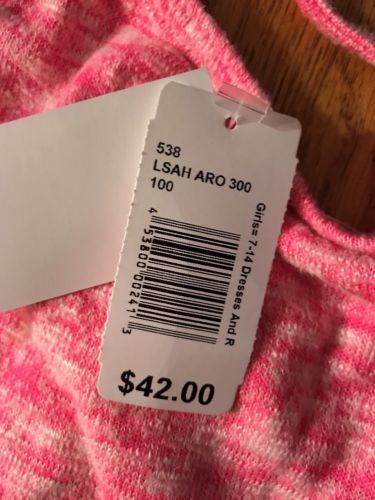 538
LSAH ARO 300
100
Girls= 7-14 Dresses And R
4 53800 00241 3
$42.00